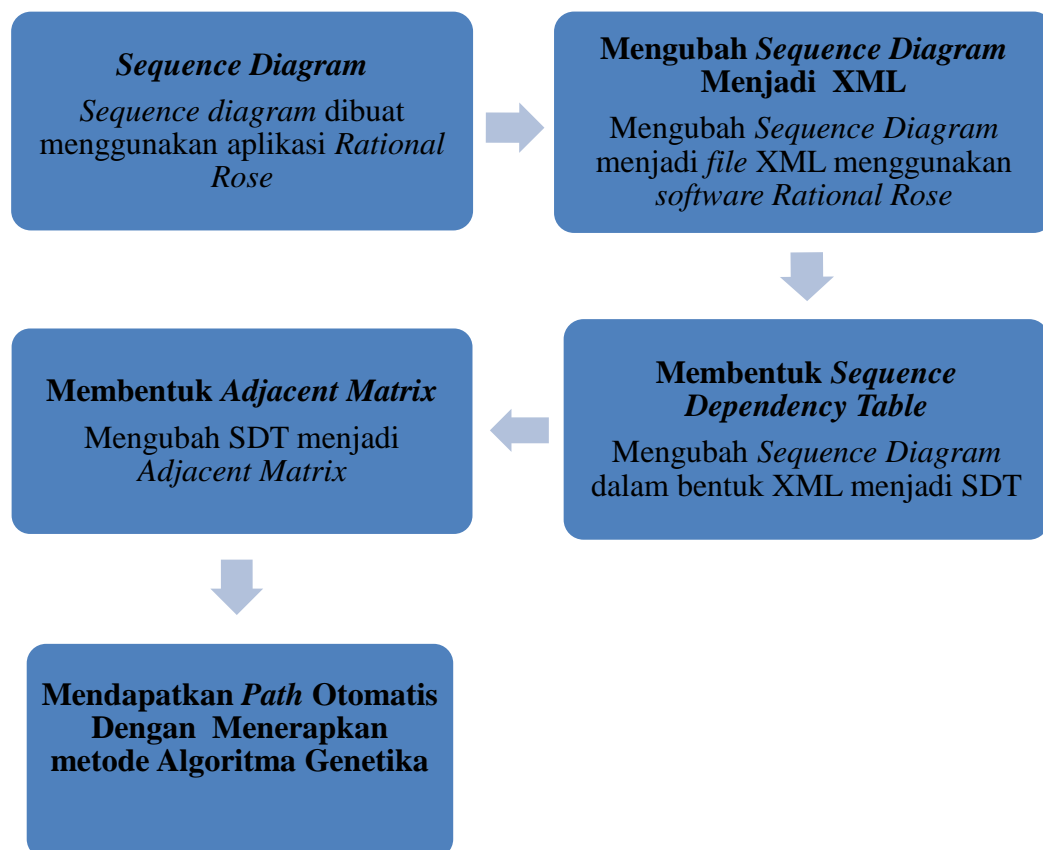 Sequence Diagram
Sequence diagram dibuat
menggunakan aplikasi Rational
Rose
Mengubah Sequence Diagram
Menjadi XML
Mengubah Sequence Diagram
menjadi file XML menggunakan
software Rational Rose
Membentuk Sequence
Dependency Table
Mengubah Sequence Diagram
dalam bentuk XML menjadi SDT
Membentuk Adjacent Matrix
Mengubah SDT menjadi
Adjacent Matrix
Mendapatkan Path Otomatis
Dengan Menerapkan
metode Algoritma Genetika